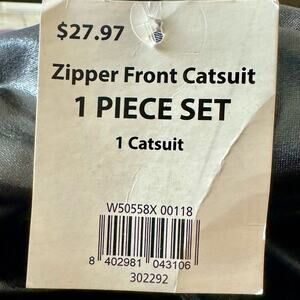 $27.97
Zipper Front Catsuit
1 PIECE SET
1 Catsuit
W50558X 00118
8 402981 043106
302292